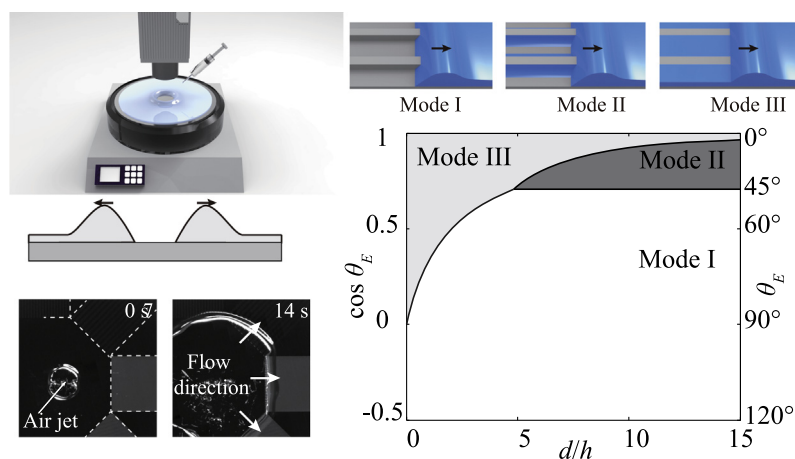 Mode I
Mode II
Mode III
1
0.5
0
-0.5
cos θE
Mode III
Mode II
Mode I
0°
45°
60°
90°
120°
θE
0
5
10
15
d/h
0 s
Air jet
14 s
Flow
direction